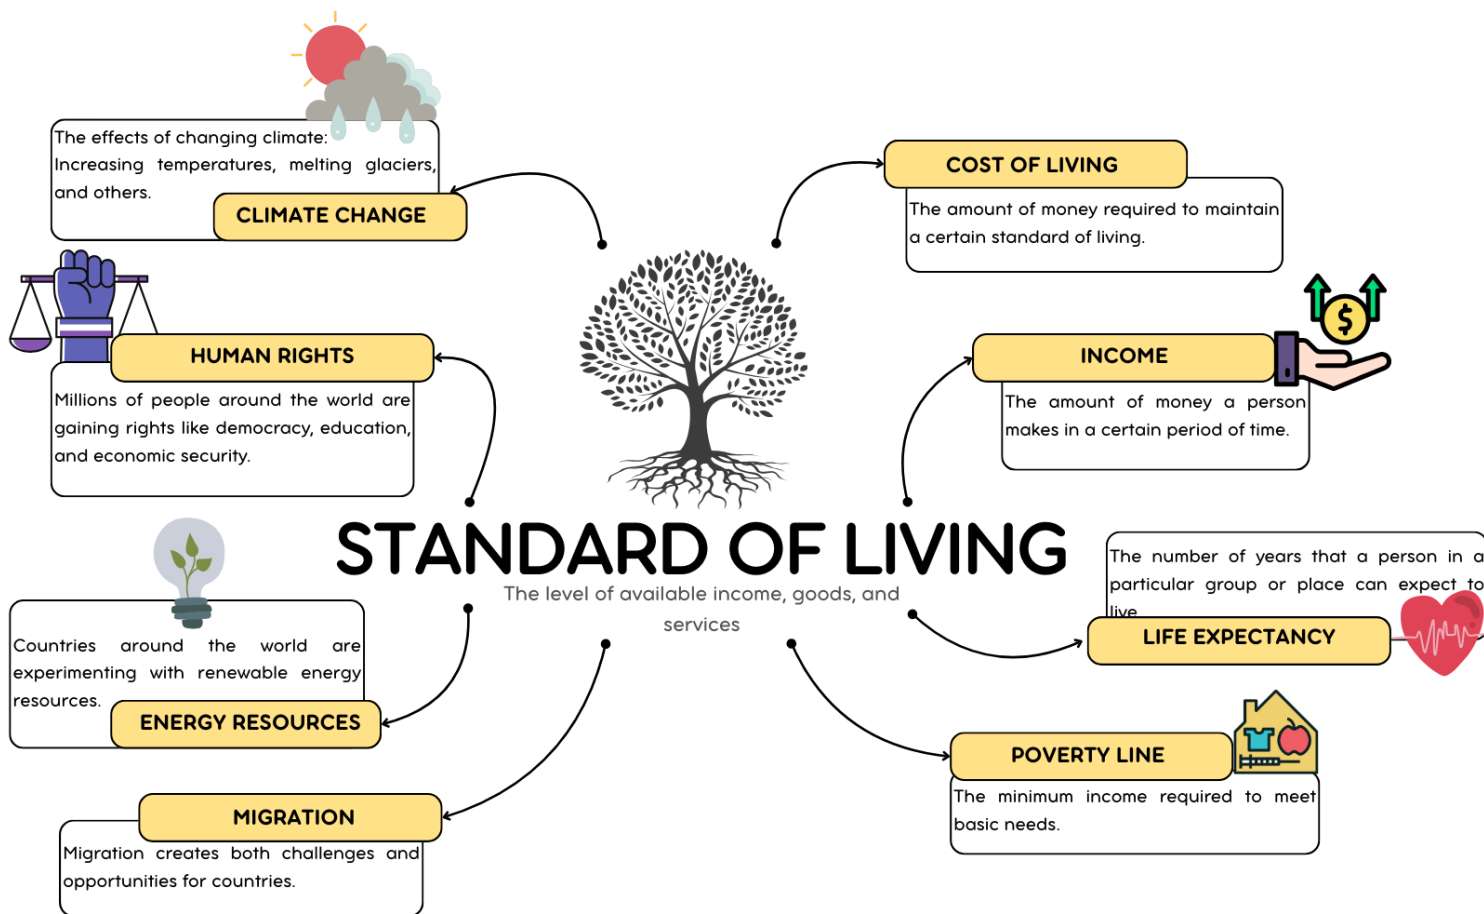 The effects of changing climate:
Increasing temperatures, melting glaciers,
and others.
CLIMATE CHANGE
HUMAN RIGHTS
Millions of people around the world are
gaining rights like democracy, education,
and economic security.
Countries around the world are
experimenting with renewable energy
resources.
ENERGY RESOURCES
MIGRATION
Migration creates both challenges and
opportunities for countries.
STANDARD OF LIVING
The level of available income, goods, and
services
COST OF LIVING
The amount of money required to maintain
a certain standard of living.
$
INCOME
The amount of money a person
makes in a certain period of time.
The number of years that a person in a
particular group or place can expect to
live
LIFE EXPECTANCY
POVERTY LINE
The minimum income required to meet
basic needs.